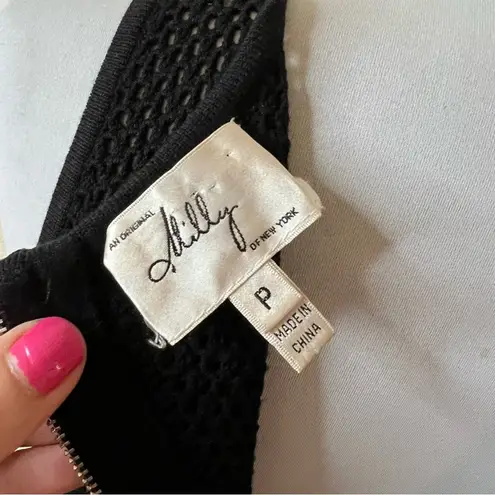 AN ORIGINAL
Milly
OF NEW YORK
P
MADE IN
CHINA